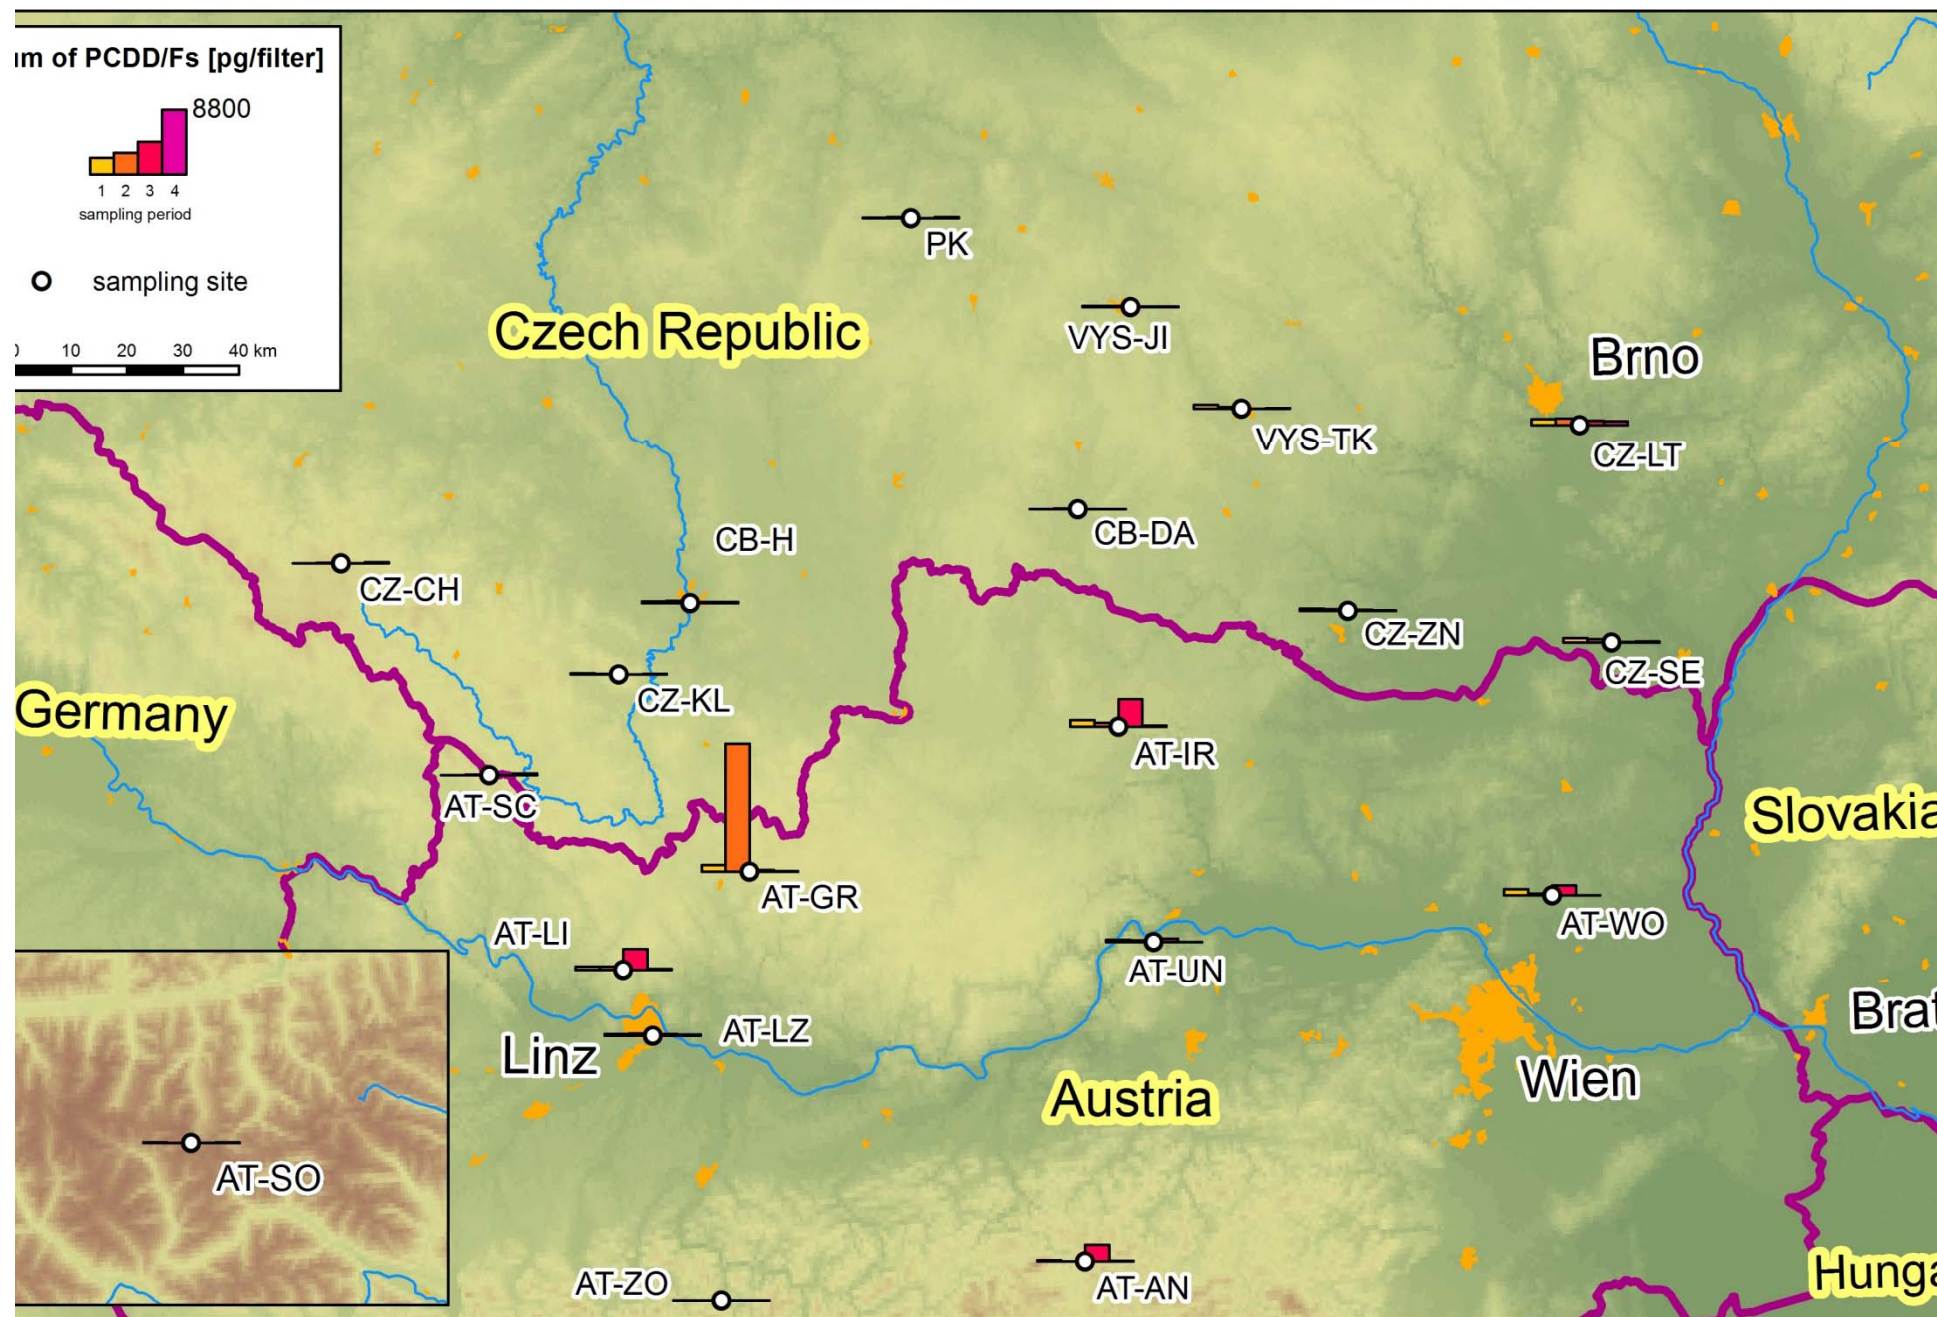 of PCDD/Fs [pg/filter]
8800
1 2 3 4
sampling period
sampling site
10 20 30 40 km
PK
Czech Republic
VYS-JI
Brno
VYS-TK
CZ-LT
CB-DA
CB-H
CZ-CH
CZ-ZN
CZ-SE
CZ-KL
Germany
AT-IR
AT-SC
Slovakia
AT-GR
AT-WO
AT-LI
AT-UN
AT-LZ
Linz
Brat
Wien
Austria
AT-SO
AT-ZO
AT-AN
Hunga